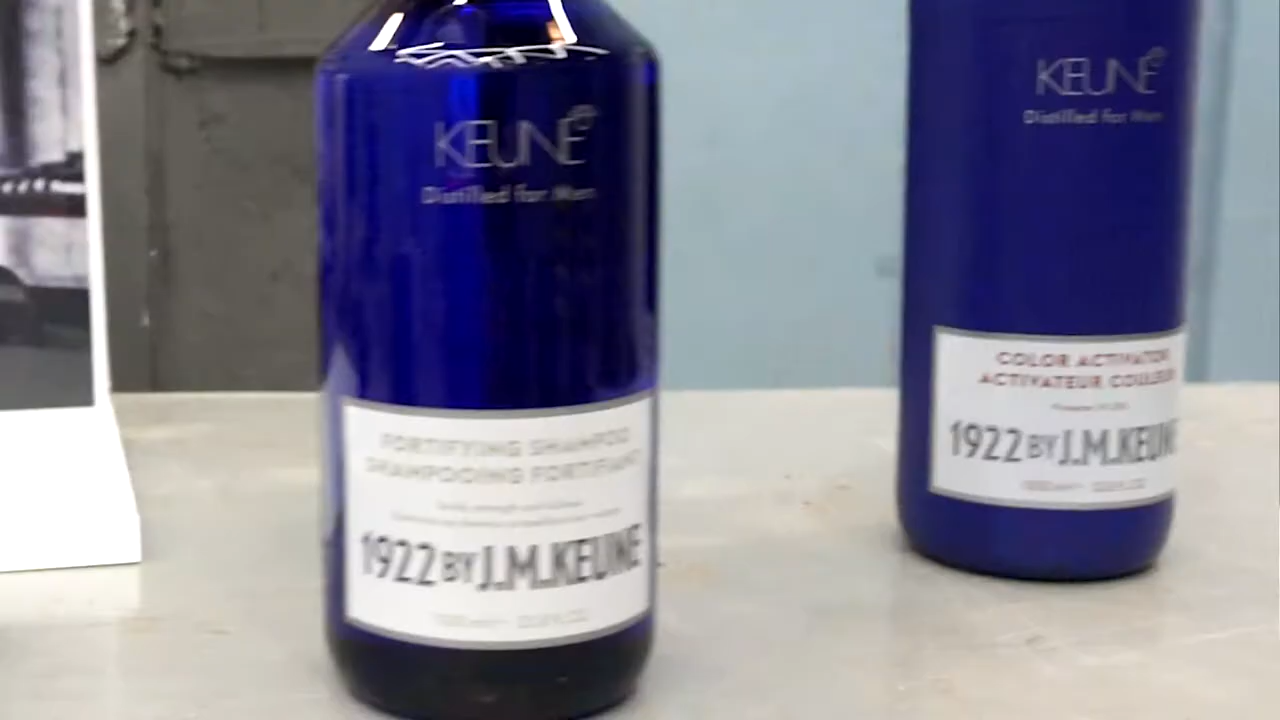 KEUNE
Distilled for Men
FORTIFYING SHAMPOO
SHAMPOOING FORTIFIANT
1922 BY J.M.KEUNE
KEUNE
Distilled for Men
COLOR ACTIVATOR
ACTIVATEUR COULEUR
1922 BY J.M.KEUNE